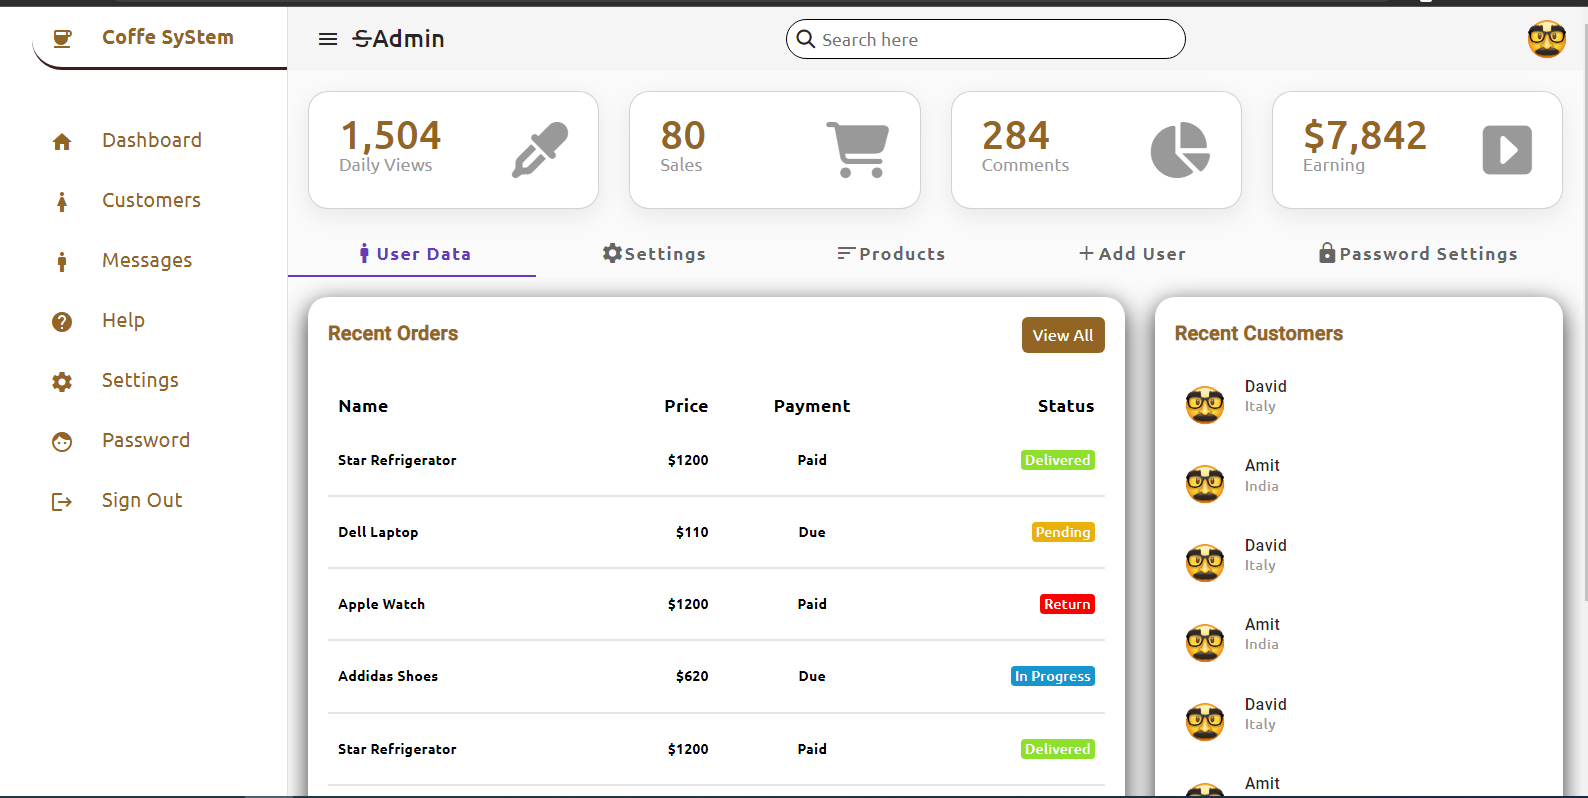 Coffe SyStem
SAdmin
Search here
Dashboard
Customers
Messages
Help
Settings
Password
Sign Out
1,504
Daily Views
80
Sales
284
Comments
$7,842
Earning
User Data
Settings
Products
Add User
Password Settings
Recent Orders
View All
Name Price Payment Status
Star Refrigerator $1200 Paid Delivered
Dell Laptop $110 Due Pending
Apple Watch $1200 Paid Return
Addidas Shoes $620 Due In Progress
Star Refrigerator $1200 Paid Delivered
Recent Customers
David
Italy
Amit
India
David
Italy
Amit
India
David
Italy
Amit